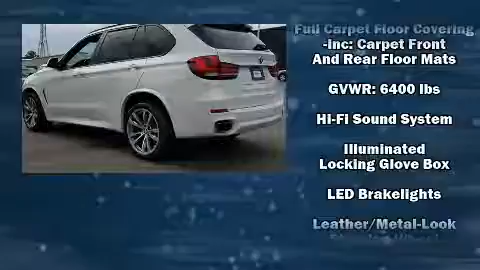 Full Carpet Floor Covering
-inc: Carpet Front
And Rear Floor Mats
GVWR: 6400 lbs
Hi-Fi Sound System
Illuminated
Locking Glove Box
LED Brakelights
Leather/Metal-Look